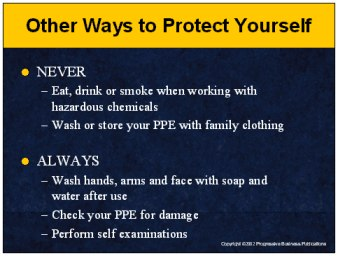 Other Ways to Protect Yourself
NEVER
– Eat, drink or smoke when working with
hazardous chemicals
– Wash or store your PPE with family clothing
ALWAYS
– Wash hands, arms and face with soap and
water after use
– Check your PPE for damage
– Perform self examinations
Progressive Business Publications